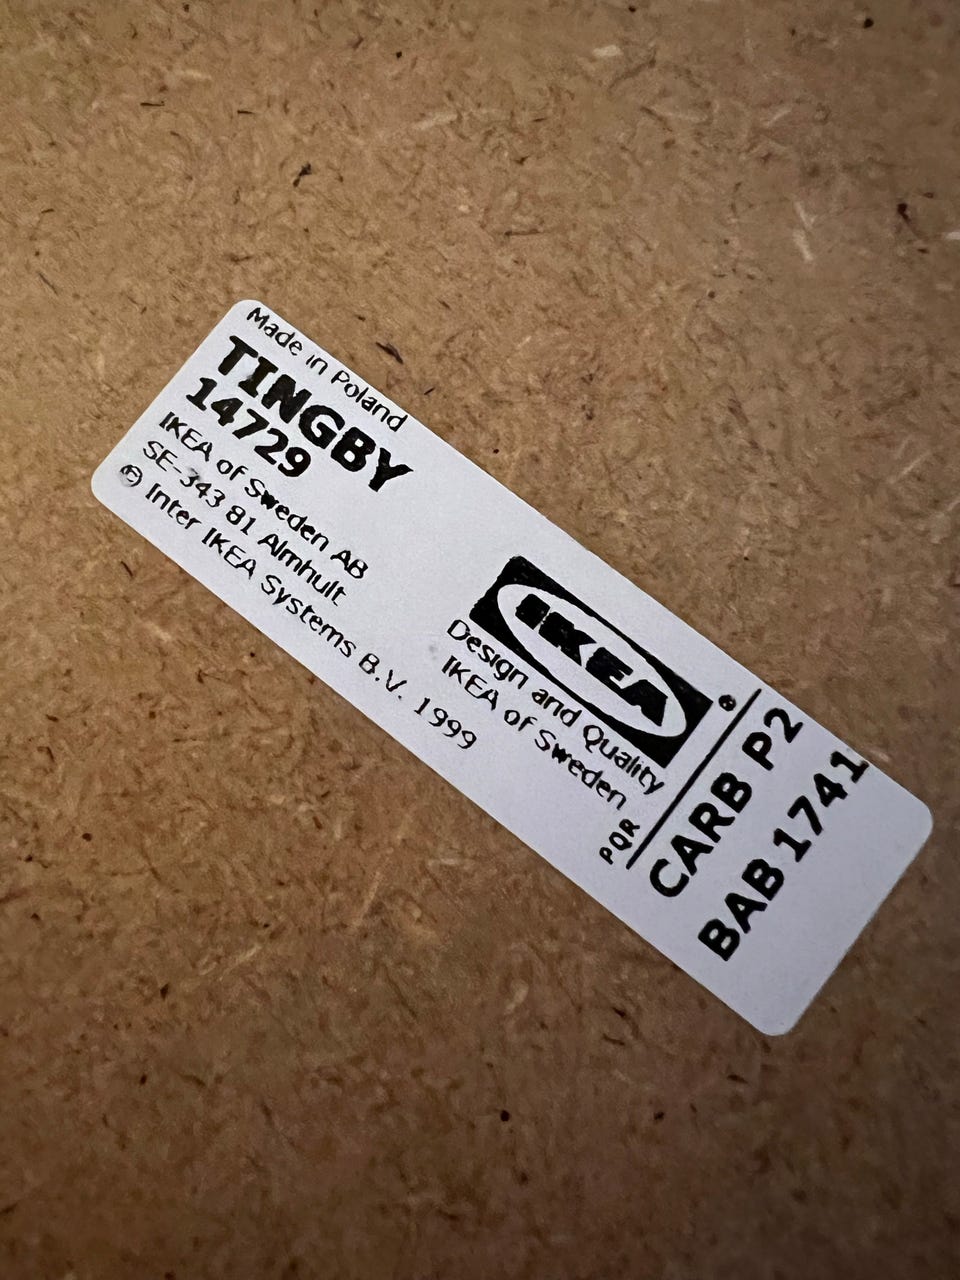 Made in Poland
TINGBY
14729
IKEA of Sweden AB
SE-343 81 Almhult
® Inter IKEA Systems B.V. 1999
IKEA®
Design and Quality
IKEA of Sweden
PQR
CARB P2
BAB 1741